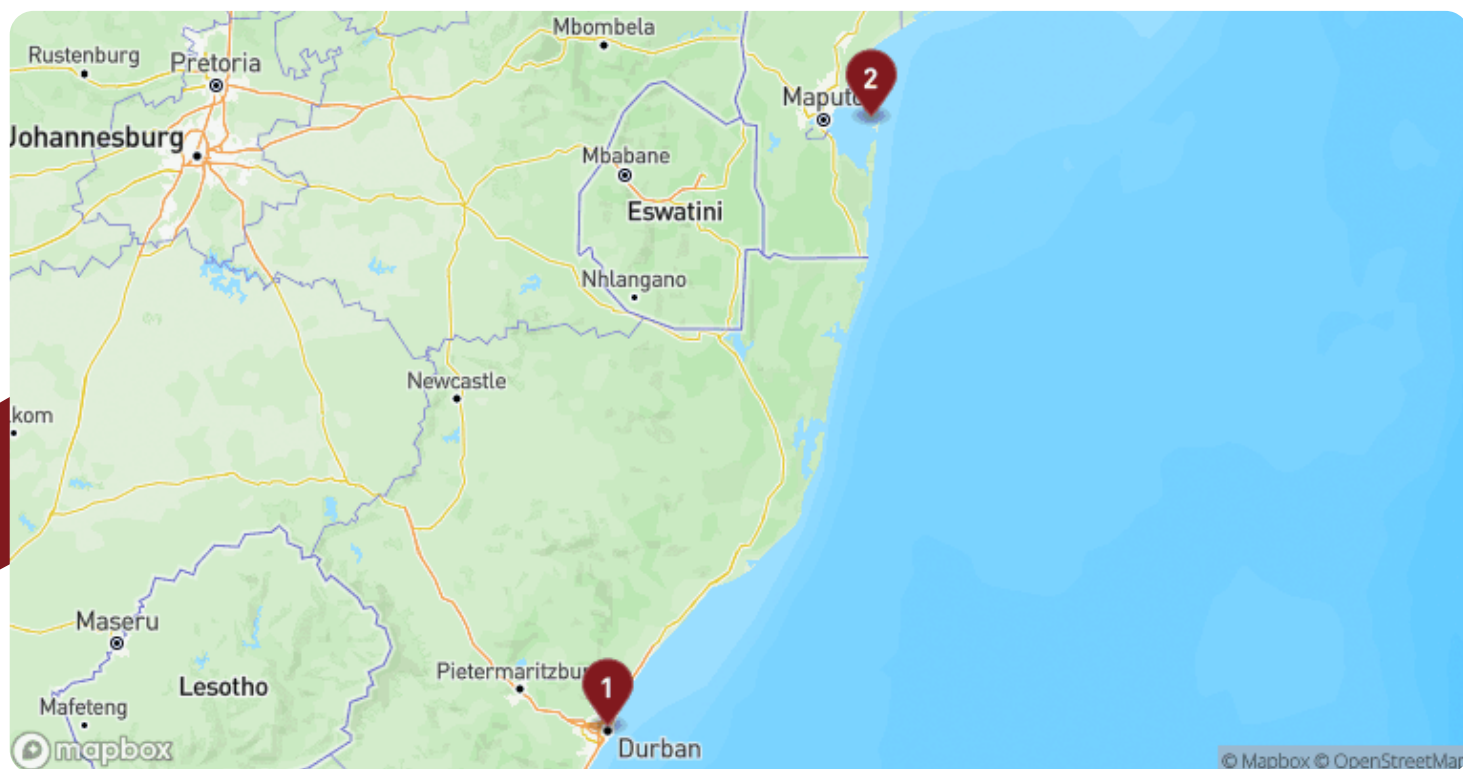 Mbombela
Rustenburg
Pretoria
2
Maputo
Johannesburg
Mbabane
Eswatini
Nhlangano
Newcastle
kom
Maseru
Pietermaritzbu
1
Lesotho
Mafeteng
Durban
mapbox
© Mapbox © OpenStreetMap